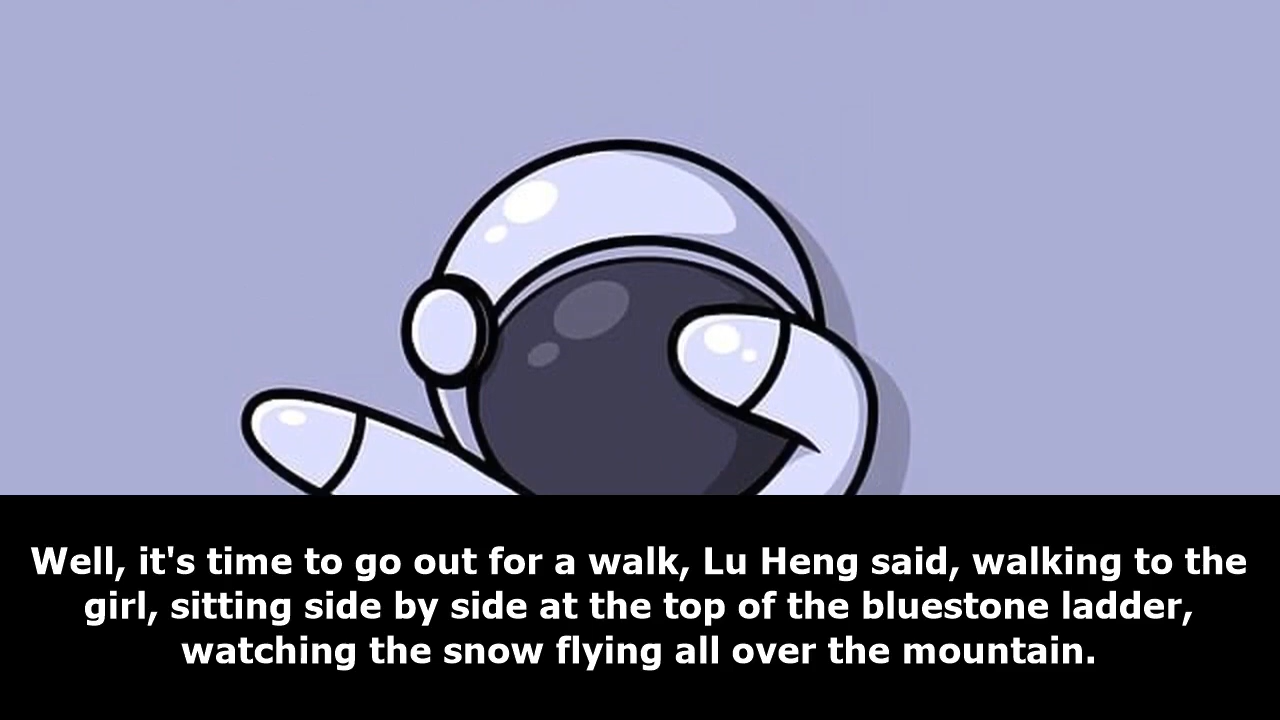 Well, it's time to go out for a walk, Lu Heng said, walking to the
girl, sitting side by side at the top of the bluestone ladder,
watching the snow flying all over the mountain.